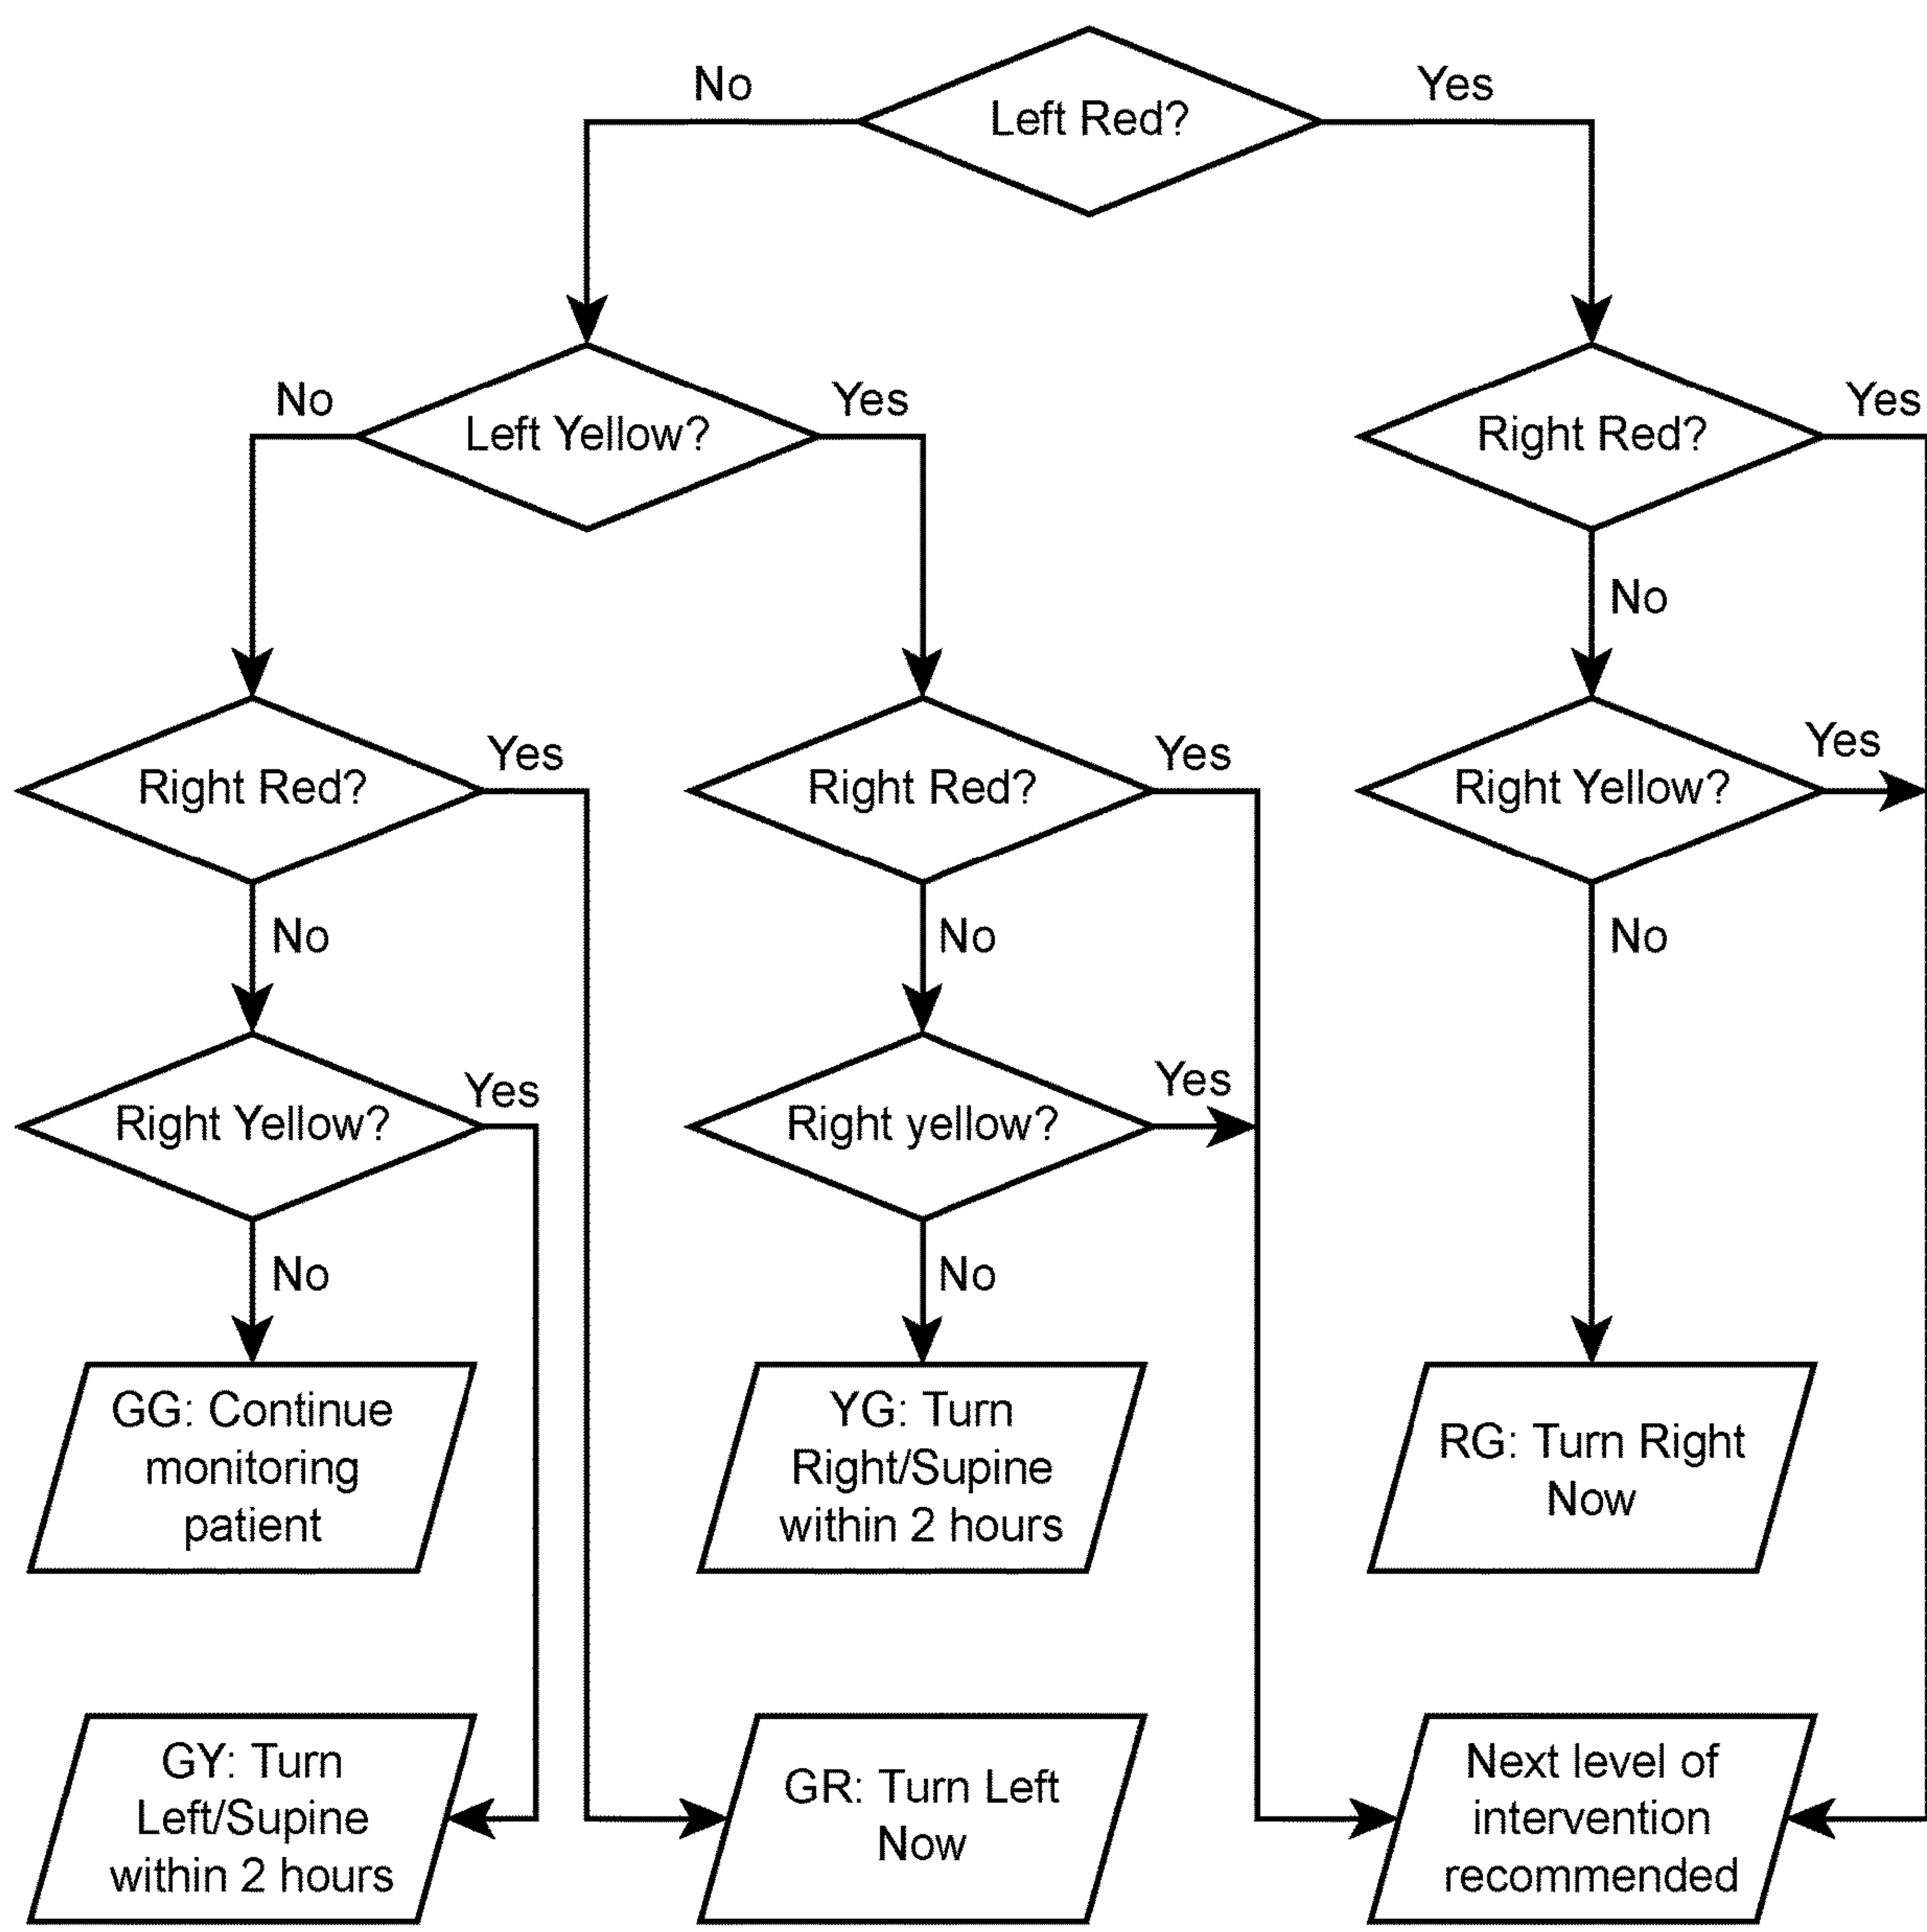 No
Left Red?
Yes
No
Left Yellow?
Yes
Right Red?
Yes
No
Right Red?
Yes
Right Red?
Yes
Right Yellow?
Yes
No
No
No
Right Yellow?
Yes
Right yellow?
Yes
No
No
GG: Continue
monitoring
patient
YG: Turn
Right/Supine
within 2 hours
RG: Turn Right
Now
GY: Turn
Left/Supine
within 2 hours
GR: Turn Left
Now
Next level of
intervention
recommended